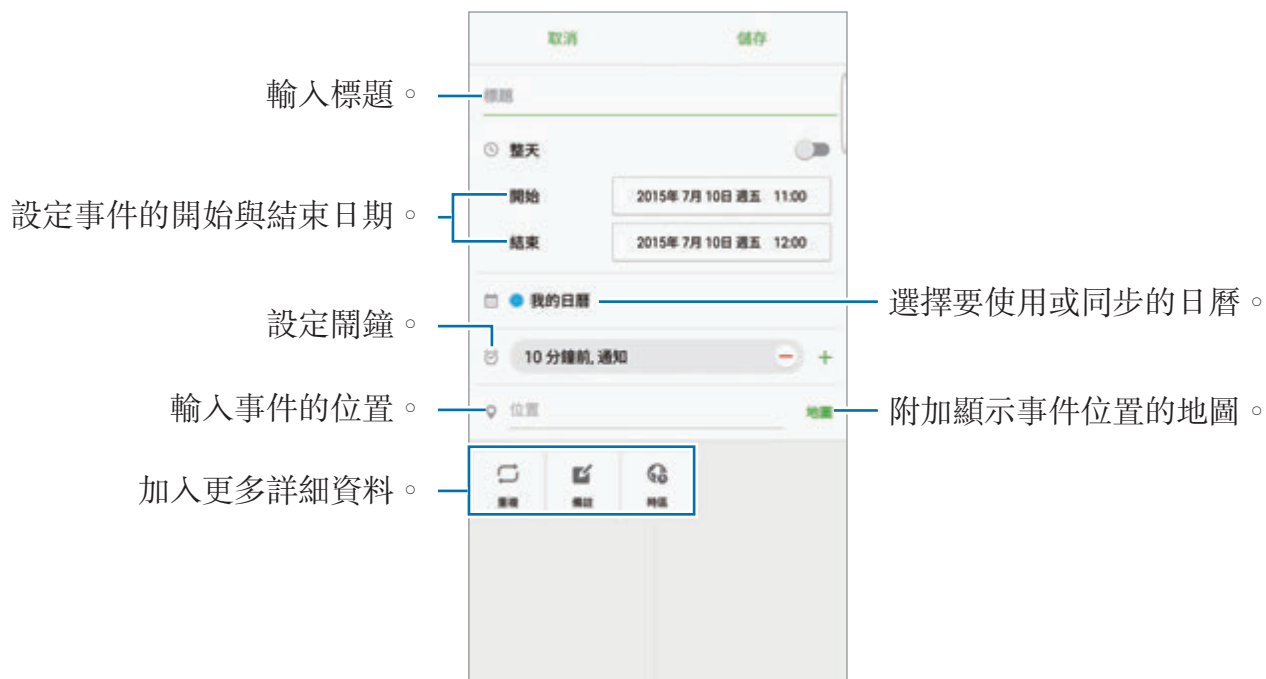 取消 儲存
輸入標題。
標題
整天
設定事件的開始與結束日期。
開始 2015年 7月 10日 週五 11:00
結束 2015年 7月 10日 週五 12:00
我的日曆
選擇要使用或同步的日曆。
設定鬧鐘。
10 分鐘前, 通知
輸入事件的位置。
位置 地圖
附加顯示事件位置的地圖。
加入更多詳細資料。
重複 備註 時區